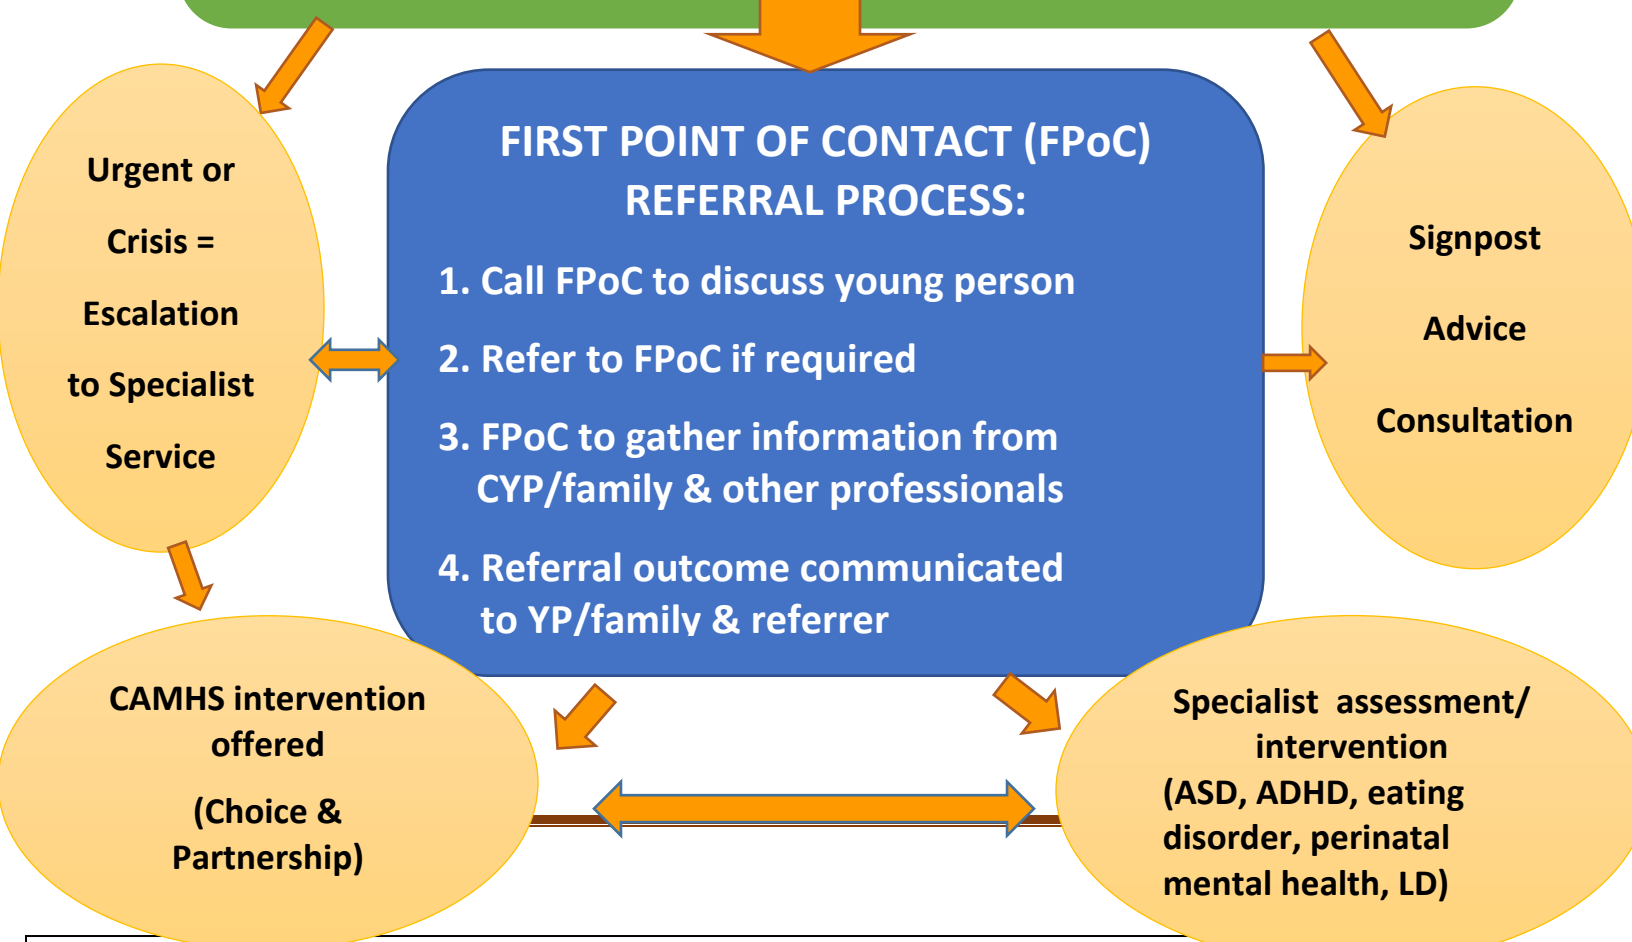 FIRST POINT OF CONTACT (FPoC)
REFERRAL PROCESS:
1. Call FPoC to discuss young person
2. Refer to FPoC if required
3. FPoC to gather information from
CYP/family & other professionals
4. Referral outcome communicated
to YP/family & referrer
Urgent or
Crisis =
Escalation
to Specialist
Service
Signpost
Advice
Consultation
CAMHS intervention
offered
(Choice &
Partnership)
Specialist assessment/
intervention
(ASD, ADHD, eating
disorder, perinatal
mental health, LD)